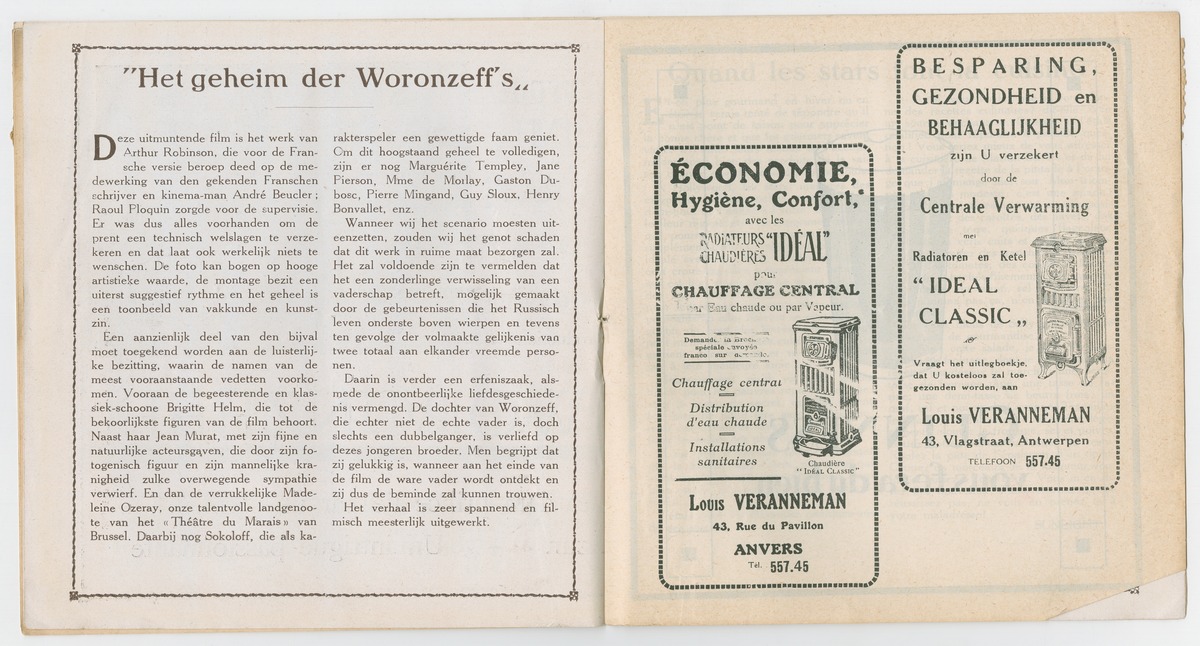 "Het geheim der Woronzeff's„
Deze uitmuntende film is het werk van
Arthur Robinson, die voor de Fran-
sche versie beroep deed op de me-
dewerking van den gekenden Franschen
schrijver en kinema-man André Beucler;
Raoul Floquin zorgde voor de supervisie.
Er was dus alles voorhanden om de
prent een technisch welslagen te verze-
keren en dat laat ook werkelijk niets te
wenschen. De foto kan bogen op hooge
artistieke waarde, de montage bezit een
uiterst suggestief rythme en het geheel is
een toonbeeld van vakkunde en kunst-
zin.
Een aanzienlijk deel van den bijval
moet toegekend worden aan de luisterlij-
ke bezitting, waarin de namen van de
meest vooraanstaande vedetten voorko-
men. Vooraan de begeesterende en klas-
siek-schoone Brigitte Helm, die tot de
bekoorlijkste figuren van de film behoort.
Naast haar Jean Murat, met zijn fijne en
natuurlijke acteursgaven, die door zijn fo-
togenisch figuur en zijn mannelijke kra-
nigheid zulke overwegende sympathie
verwierf. En dan de verrukkelijke Made-
leine Ozeray, onze talentvolle landgenoo-
te van het «Théâtre du Marais» van
Brussel. Daarbij nog Sokoloff, die als ka-
rakterspeler een gewettigde faam geniet.
Om dit hoogstaand geheel te volledigen,
zijn er nog Marguérite Templey, Jane
Pierson, Mme de Morlay, Gaston Du-
bosc, Pierre Mingand, Guy Sloux, Henry
Bonvallet, enz.
Wanneer wij het scenario moesten uit-
eenzetten, zouden wij het genot schaden
dat dit werk in ruime maat bezorgen zal.
Het zal voldoende zijn te vermelden dat
het een zonderlinge verwisseling van een
vaderschap betreft, mogelijk gemaakt
door de gebeurtenissen die het Russisch
leven onderste boven wierpen en tevens
ten gevolge der volmaakte gelijkenis van
twee totaal aan elkander vreemde perso-
nen.
Daarin is verder een erfeniszaak, als-
mede de onontbeerlijke liefdesgeschiede-
nis vermengd. De dochter van Woronzeff,
die echter niet de echte vader is, doch
slechts een dubbelganger, is verliefd op
dezes jongeren broeder. Men begrijpt dat
zij gelukkig is, wanneer aan het einde van
de film de ware vader wordt ontdekt en
zij dus de beminde zal kunnen trouwen.
Het verhaal is zeer spannend en fil-
misch meesterlijk uitgewerkt.
ÉCONOMIE,
Hygiène, Confort,
avec les
RADIATEURS "IDÉAL"
CHAUDIÈRES
pour
CHAUFFAGE CENTRAL
par Eau chaude ou par Vapeur.
Demandez la Broch
spéciale envoyée
franco sur demande.
Chauffage central
Distribution
d'eau chaude
Installations
sanitaires
Chaudière
"IDÉAL CLASSIC"
Louis VERANNEMAN
43, Rue du Pavillon
ANVERS
Tél. 557.45
BESPARING,
GEZONDHEID en
BEHAAGLIJKHEID
zijn U verzekert
door de
Centrale Verwarming
met
Radiatoren en Ketel
"IDEAL
CLASSIC„
Vraagt het uitlegboekje,
dat U kosteloos zal toe-
gezonden worden, aan
Louis VERANNEMAN
43, Vlagstraat, Antwerpen
TELEFOON 557.45